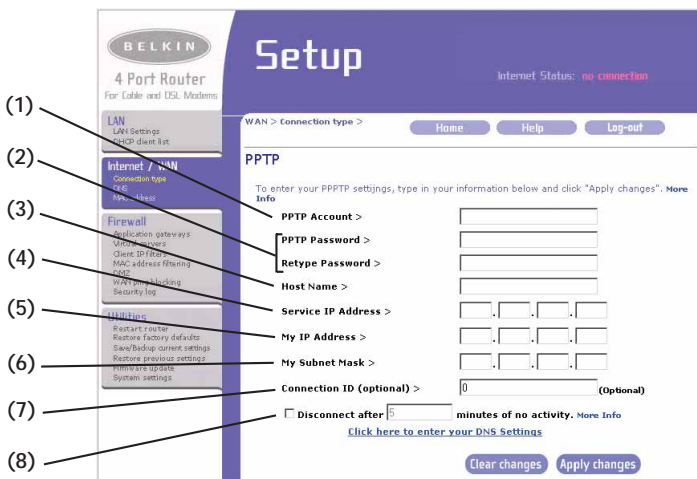 BELKIN
4 Port Router
For Cable and DSL Modems
Setup
Internet Status: no connection
LAN
LAN Settings
DHCP client list
Internet / WAN
Connection type
DNS
MAC address
Firewall
Application gateways
Virtual servers
Client IP filters
MAC address filtering
DMZ
WAN ping blocking
Security log
Utilities
Restart router
Restore factory defaults
Save/Backup current settings
Restore previous settings
Firmware update
System settings
WAN > Connection type >
Home
Help
Log-out
PPTP
To enter your PPPTP settijngs, type in your information below and click "Apply changes". More
Info
(1) PPTP Account >
(2) PPTP Password >
Retype Password >
(3) Host Name >
(4) Service IP Address > . . .
(5) My IP Address > . . .
(6) My Subnet Mask > . . .
(7) Connection ID (optional) > 0 (Optional)
(8) Disconnect after 5 minutes of no activity. More Info
Click here to enter your DNS Settings
Clear changes
Apply changes